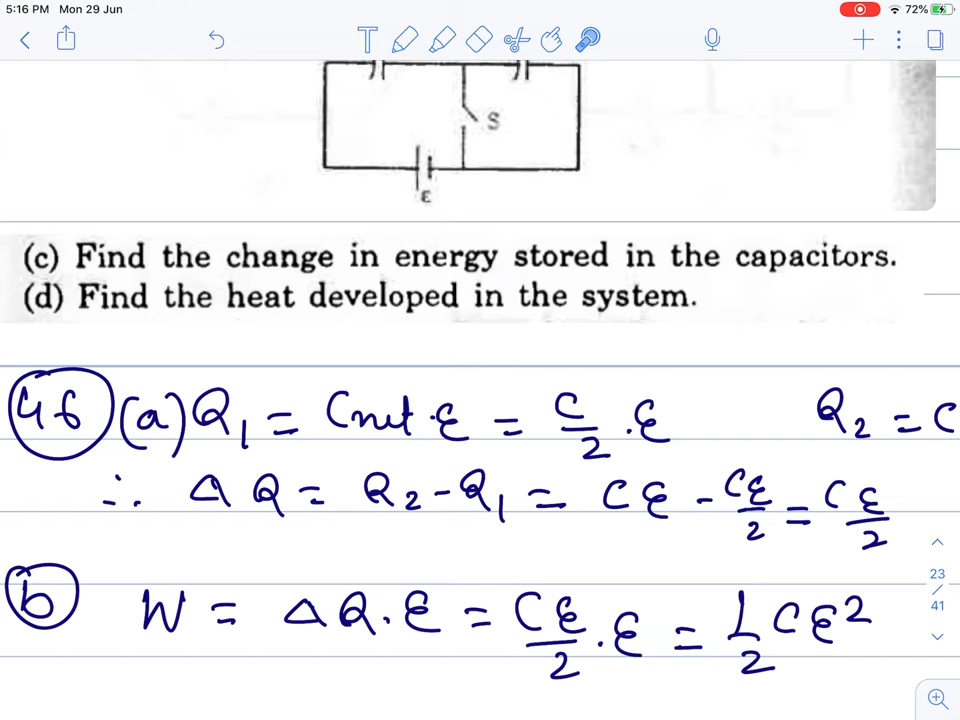 5:16 PM Mon 29 Jun 72%
T
S
ε
(c) Find the change in energy stored in the capacitors.
(d) Find the heat developed in the system.
46 (a) Q₁ = Cnet · ε = C/2 · ε Q₂ = C
∴ ΔQ = Q₂ - Q₁ = Cε - Cε/2 = Cε/2
b W = ΔQ · ε = Cε/2 · ε = 1/2 Cε²
23
/
41